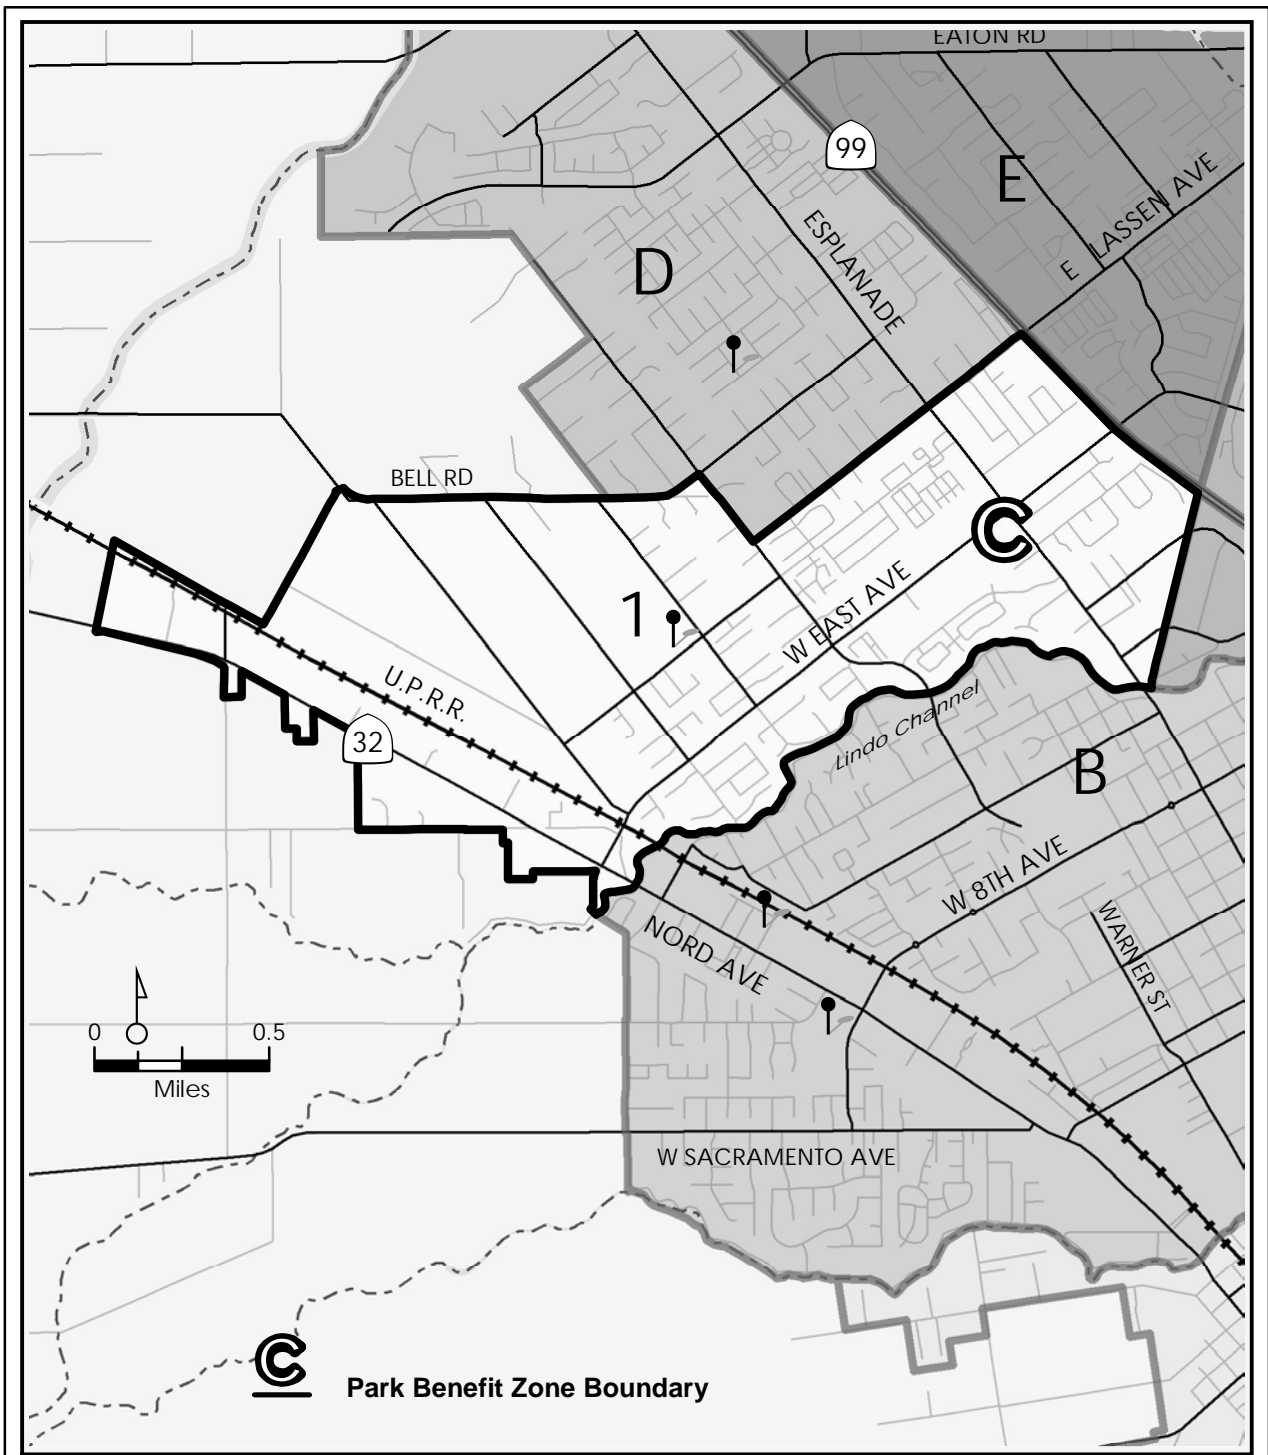 EATON RD
99
E
E LASSEN AVE
ESPLANADE
D
BELL RD
C
1
W EAST AVE
U.P.R.R.
32
Lindo Channel
B
W 8TH AVE
WARNER ST
NORD AVE
0 0.5
Miles
W SACRAMENTO AVE
C Park Benefit Zone Boundary